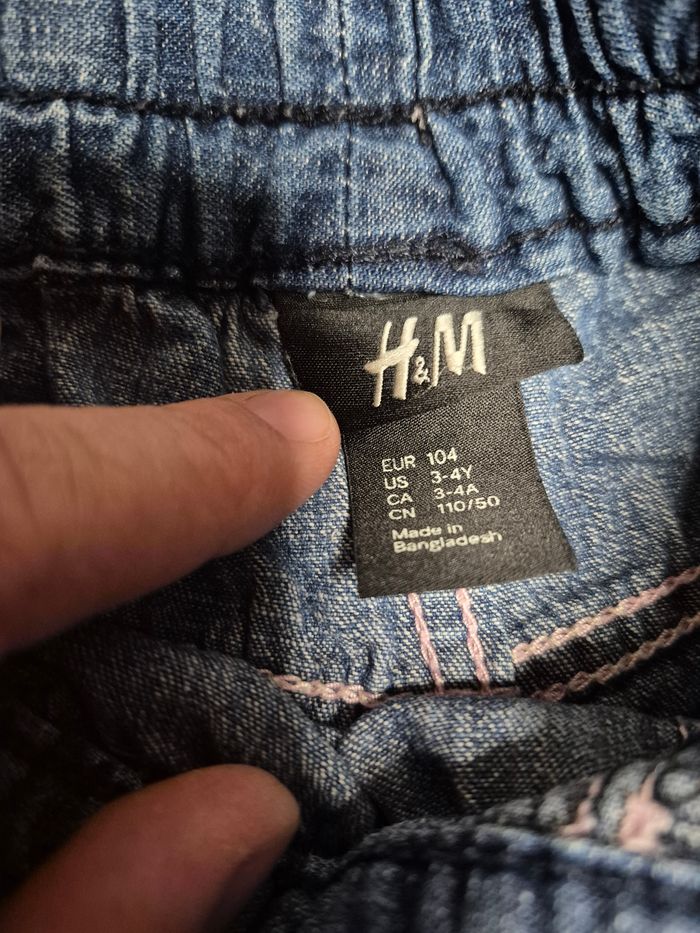 H&M
EUR 104
US 3-4Y
CA 3-4A
CN 110/50
Made in
Bangladesh